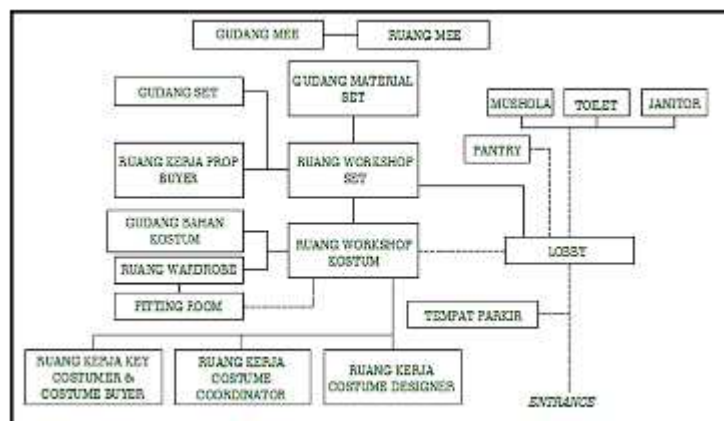 GUDANG MEE
RUANG MEE
GUDANG SET
GUDANG MATERIAL
SET
MUSHOLA
TOILET
JANITOR
PANTRY
RUANG KERJA PROP
BUYER
RUANG WORKSHOP
SET
GUDANG BAHAN
KOSTUM
RUANG WORKSHOP
KOSTUM
LOBBY
RUANG WARDROBE
FITTING ROOM
TEMPAT PARKIR
RUANG KERJA KEY
COSTUMER &
COSTUME BUYER
RUANG KERJA
COSTUME
COORDINATOR
RUANG KERJA
COSTUME DESIGNER
ENTRANCE